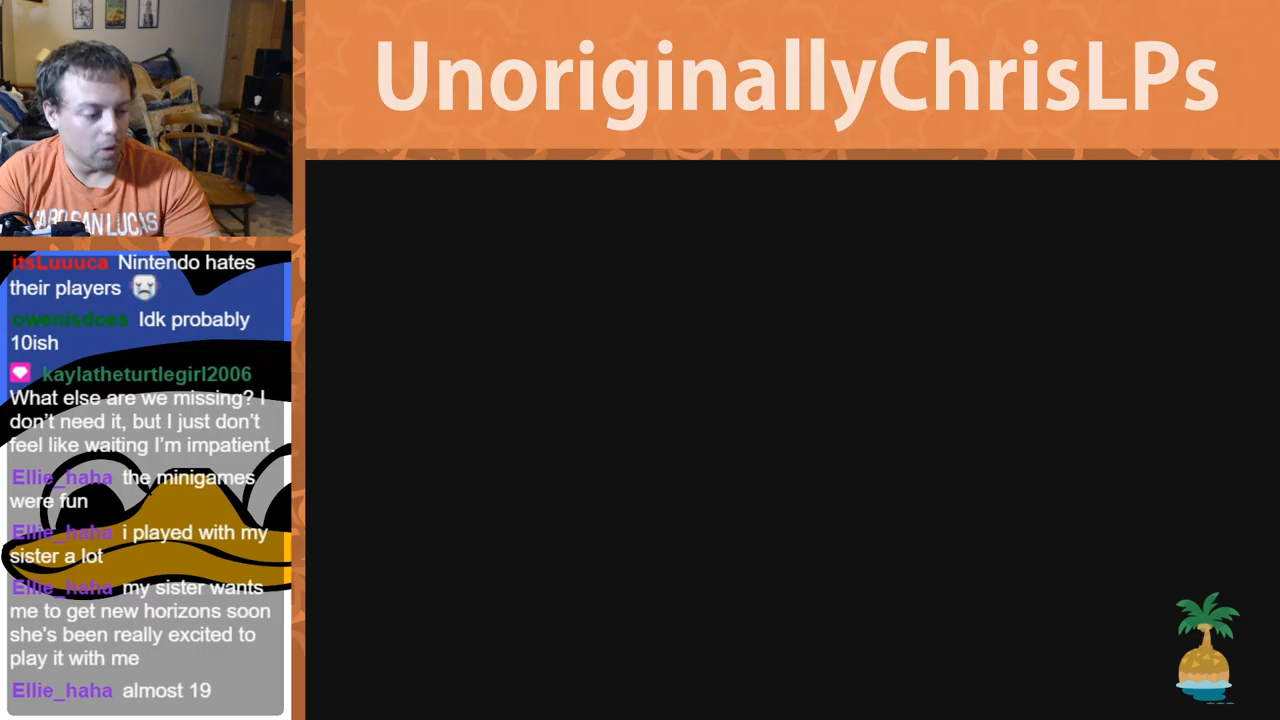 UnoriginallyChrisLPs
CABO SAN LUCAS
itsLuuuca Nintendo hates
their players
owenisdoes Idk probably
10ish
kaylatheturtlegirl2006
What else are we missing? I
don't need it, but I just don't
feel like waiting I'm impatient.
Ellie_haha the minigames
were fun
Ellie_haha i played with my
sister a lot
Ellie_haha my sister wants
me to get new horizons soon
she's been really excited to
play it with me
Ellie_haha almost 19